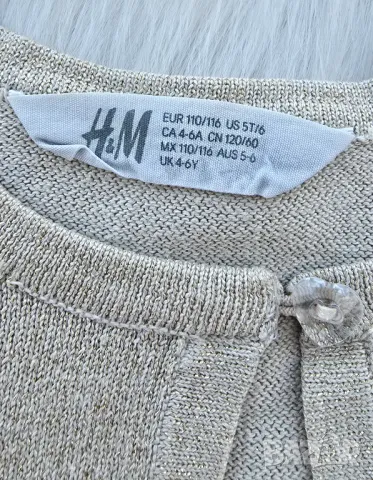 H&M
EUR 110/116 US 5T/6
CA 4-6A CN 120/60
MX 110/116 AUS 5-6
UK 4-6Y